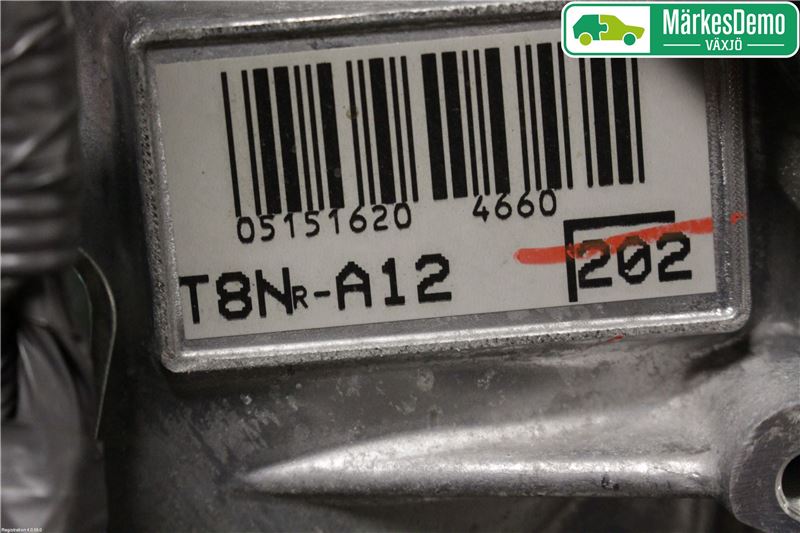 MärkesDemo
VÄXJÖ
05151620 4660
T8NR-A12 202